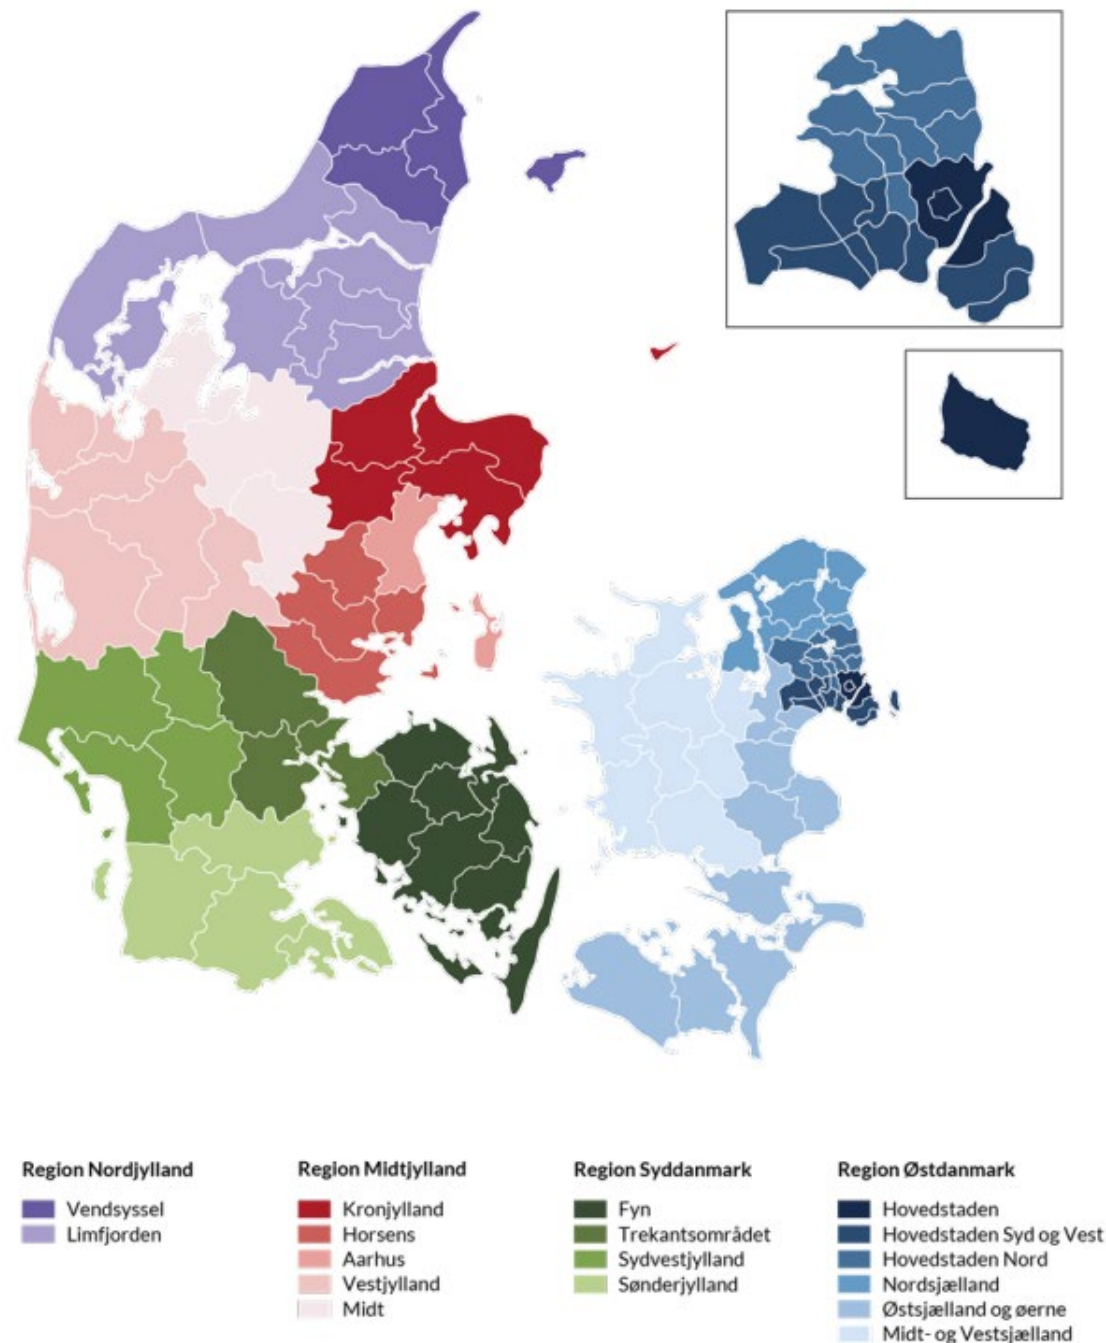 Region Nordjylland
Vendsyssel
Limfjorden
Region Midtjylland
Kronjylland
Horsens
Aarhus
Vestjylland
Midt
Region Syddanmark
Fyn
Trekantsområdet
Sydvestjylland
Sønderjylland
Region Østdanmark
Hovedstaden
Hovedstaden Syd og Vest
Hovedstaden Nord
Nordsjælland
Østsjælland og øerne
Midt- og Vestsjælland